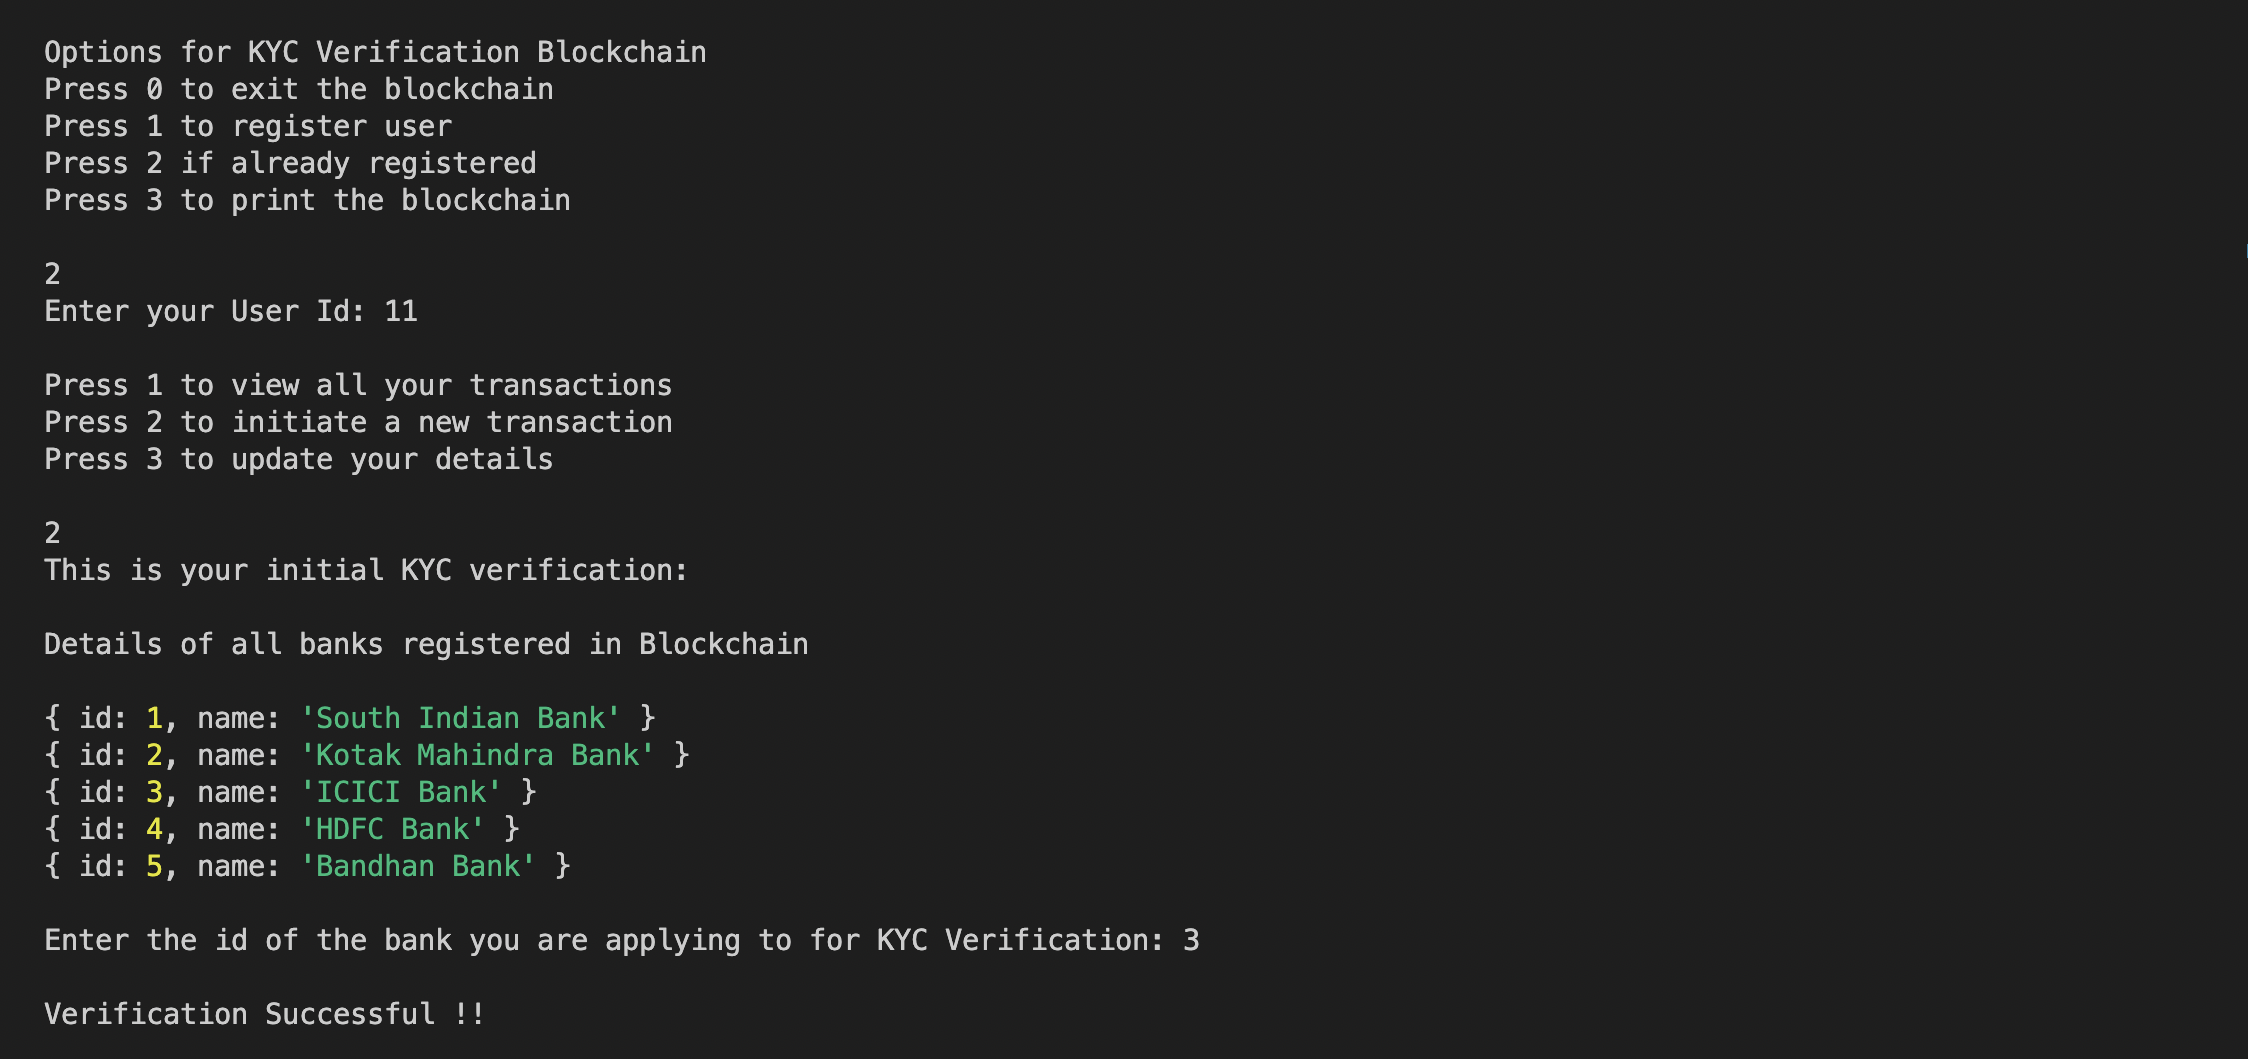 Options for KYC Verification Blockchain
Press 0 to exit the blockchain
Press 1 to register user
Press 2 if already registered
Press 3 to print the blockchain
2
Enter your User Id: 11
Press 1 to view all your transactions
Press 2 to initiate a new transaction
Press 3 to update your details
2
This is your initial KYC verification:
Details of all banks registered in Blockchain
{ id: 1, name: 'South Indian Bank' }
{ id: 2, name: 'Kotak Mahindra Bank' }
{ id: 3, name: 'ICICI Bank' }
{ id: 4, name: 'HDFC Bank' }
{ id: 5, name: 'Bandhan Bank' }
Enter the id of the bank you are applying to for KYC Verification: 3
Verification Successful !!